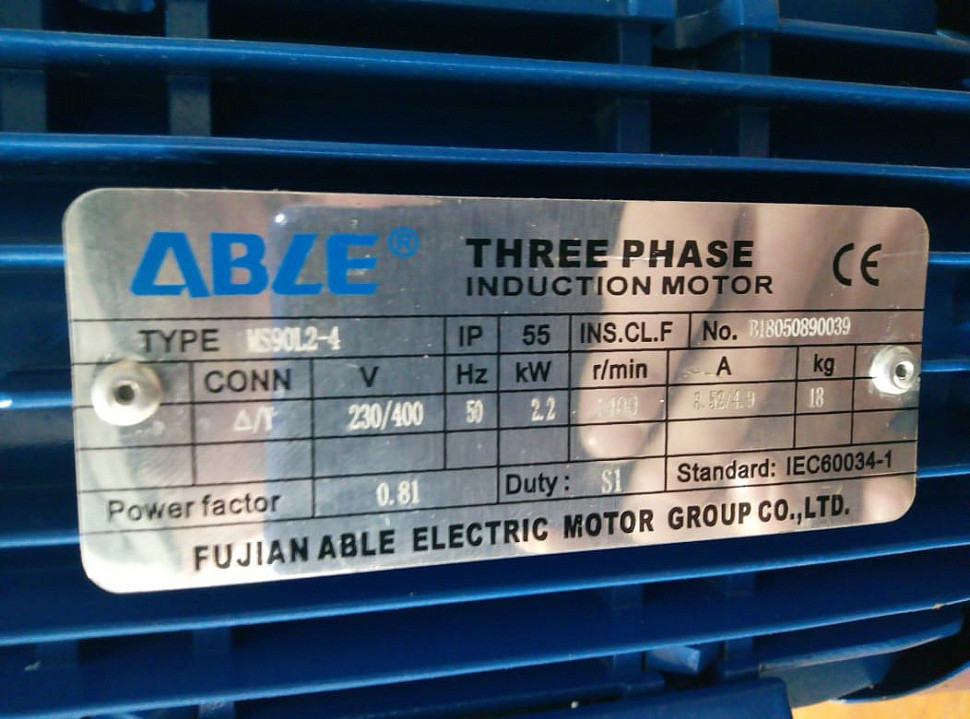 ABLE®
THREE PHASE
INDUCTION MOTOR
CE
TYPE MS90L2-4 IP 55 INS.CL.F No. B18050890039
CONN V Hz kW r/min A kg
Δ/Y 230/400 50 2.2 1400 8.52/4.9 18
Power factor 0.81 Duty: S1 Standard: IEC60034-1
FUJIAN ABLE ELECTRIC MOTOR GROUP CO.,LTD.